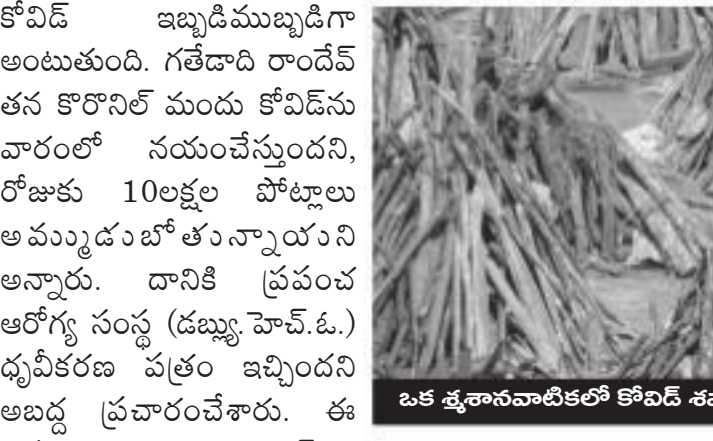 కోవిడ్ ఇబ్బడిముబ్బడిగా
అంటుతుంది. గతేడాది రాందేవ్
తన కొరొనిల్ మందు కోవిడ్‌ను
వారంలో నయంచేస్తుందని,
రోజుకు 10లక్షల పోట్లాలు
అమ్ముడుబోతున్నాయని
అన్నారు. దానికి ప్రపంచ
ఆరోగ్య సంస్థ (డబ్ల్యు.హెచ్.ఓ.)
ధృవీకరణ పత్రం ఇచ్చిందని
అబద్ద ప్రచారంచేశారు. ఈ
ఒక శ్మశానవాటికలో కోవిడ్